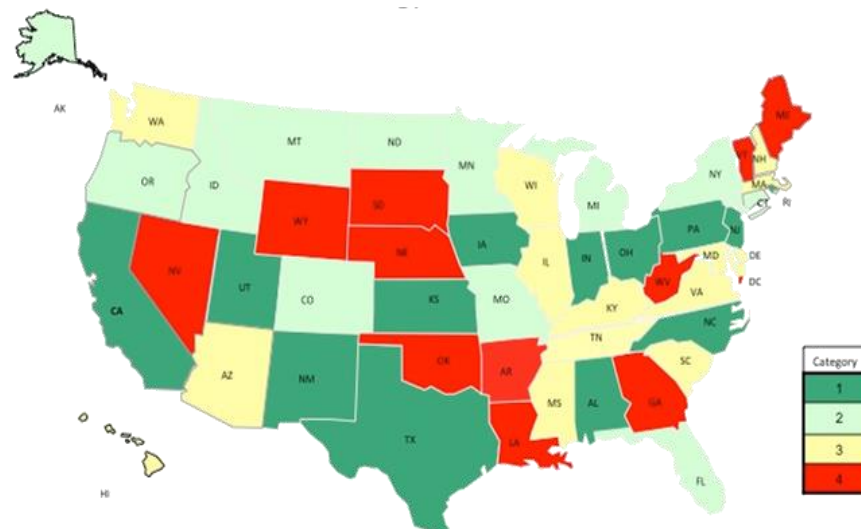 AK
WA
MT
ND
MN
OR
ID
WI
MI
NY
VT
ME
NH
MA
CT
RI
WY
SD
IA
NE
PA
NJ
NV
UT
CO
IL
IN
OH
MD
DE
DC
WV
VA
CA
KS
MO
KY
NC
TN
AZ
NM
OK
AR
SC
MS
AL
GA
TX
LA
FL
HI
Category
1
2
3
4